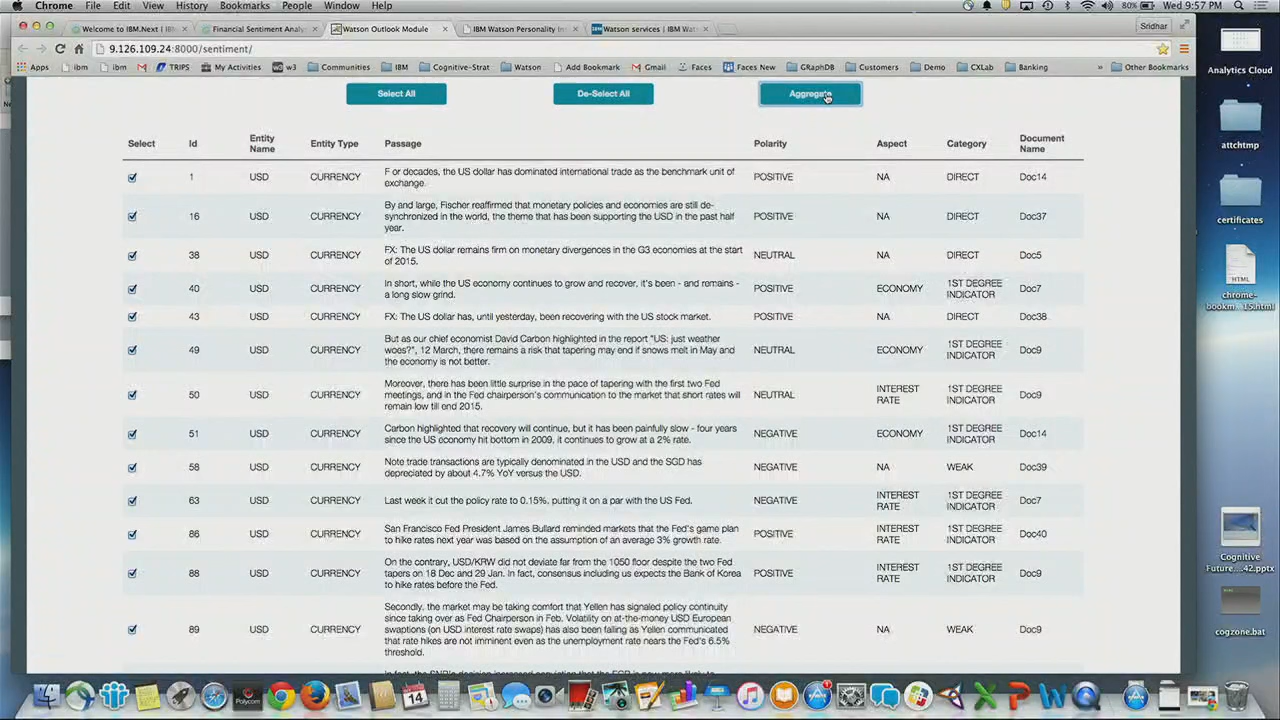 Chrome File Edit View History Bookmarks People Window Help
80% Wed 9:57 PM
Welcome to IBM.Next | IBM
Financial Sentiment Analy
Watson Outlook Module
IBM Watson Personality In
Watson services | IBM Wat
Sridhar
9.126.109.24:8000/sentiment/
Apps ibm ibm TRIPS My Activities w3 Communities IBM Cognitive-Stra Watson Add Bookmark Gmail Faces Faces New GRaphDB Customers Demo CXLab Banking » Other Bookmarks
Select All De-Select All Aggregate
Select Id Entity Name Entity Type Passage Polarity Aspect Category Document Name
1 USD CURRENCY F or decades, the US dollar has dominated international trade as the benchmark unit of exchange. POSITIVE NA DIRECT Doc14
16 USD CURRENCY By and large, Fischer reaffirmed that monetary policies and economies are still de-synchronized in the world, the theme that has been supporting the USD in the past half year. POSITIVE NA DIRECT Doc37
38 USD CURRENCY FX: The US dollar remains firm on monetary divergences in the G3 economies at the start of 2015. NEUTRAL NA DIRECT Doc5
40 USD CURRENCY In short, while the US economy continues to grow and recover, it's been - and remains - a long slow grind. POSITIVE ECONOMY 1ST DEGREE INDICATOR Doc7
43 USD CURRENCY FX: The US dollar has, until yesterday, been recovering with the US stock market. POSITIVE NA DIRECT Doc38
49 USD CURRENCY But as our chief economist David Carbon highlighted in the report "US: just weather woes?", 12 March, there remains a risk that tapering may end if snows melt in May and the economy is not better. NEUTRAL ECONOMY 1ST DEGREE INDICATOR Doc9
50 USD CURRENCY Moreover, there has been little surprise in the pace of tapering with the first two Fed meetings, and in the Fed chairperson's communication to the market that short rates will remain low till end 2015. NEUTRAL INTEREST RATE 1ST DEGREE INDICATOR Doc9
51 USD CURRENCY Carbon highlighted that recovery will continue, but it has been painfully slow - four years since the US economy hit bottom in 2009, it continues to grow at a 2% rate. NEGATIVE ECONOMY 1ST DEGREE INDICATOR Doc14
58 USD CURRENCY Note trade transactions are typically denominated in the USD and the SGD has depreciated by about 4.7% YoY versus the USD. NEGATIVE NA WEAK Doc39
63 USD CURRENCY Last week it cut the policy rate to 0.15%, putting it on a par with the US Fed. NEGATIVE INTEREST RATE 1ST DEGREE INDICATOR Doc7
86 USD CURRENCY San Francisco Fed President James Bullard reminded markets that the Fed's game plan to hike rates next year was based on the assumption of an average 3% growth rate. POSITIVE INTEREST RATE 1ST DEGREE INDICATOR Doc40
88 USD CURRENCY On the contrary, USD/KRW did not deviate far from the 1050 floor despite the two Fed tapers on 18 Dec and 29 Jan. In fact, consensus including us expects the Bank of Korea to hike rates before the Fed. POSITIVE INTEREST RATE 1ST DEGREE INDICATOR Doc9
89 USD CURRENCY Secondly, the market may be taking comfort that Yellen has signaled policy continuity since taking over as Fed Chairperson in Feb. Volatility on at-the-money USD European swaptions (on USD interest rate swaps) has also been falling as Yellen communicated that rate hikes are not imminent even as the unemployment rate nears the Fed's 6.5% threshold. NEGATIVE NA WEAK Doc9
Analytics Cloud
attchtmp
certificates
HTML
chrome-bookm...15.html
Cognitive Future....42.pptx
cogzone.bat
Polycom
14